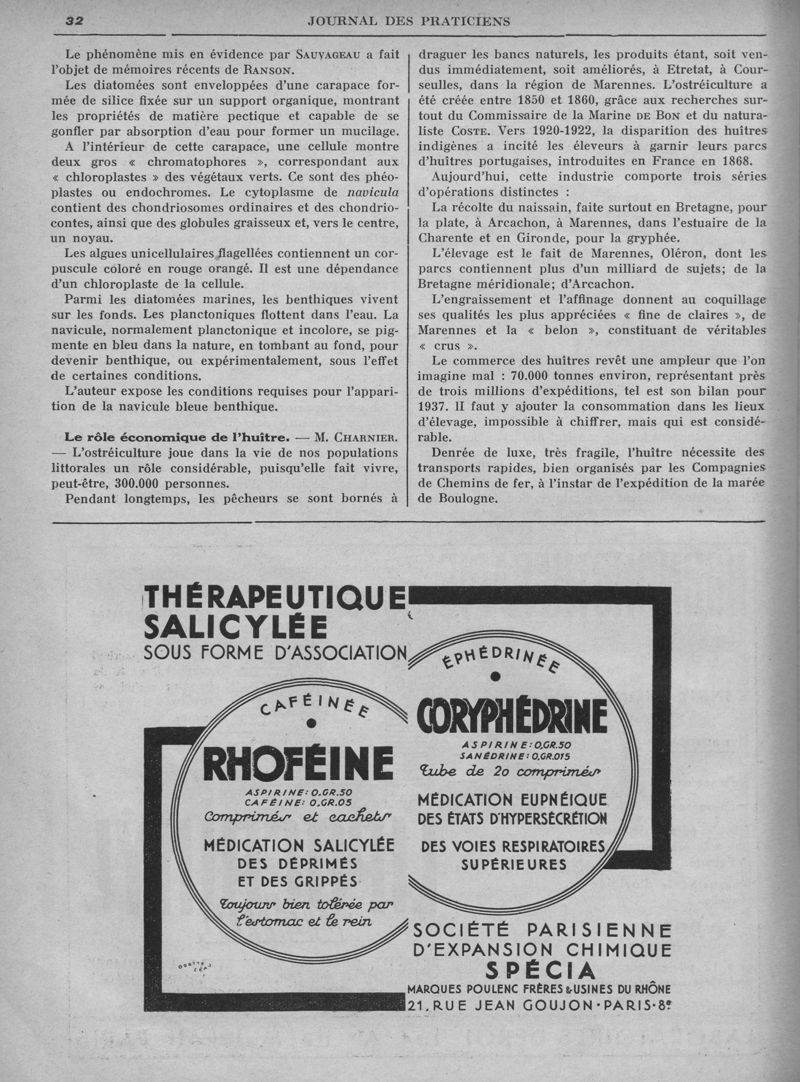 32
JOURNAL DES PRATICIENS
Le phénomène mis en évidence par SAUVAGEAU a fait
l'objet de mémoires récents de RANSON.
Les diatomées sont enveloppées d'une carapace for-
mée de silice fixée sur un support organique, montrant
les propriétés de matière pectique et capable de se
gonfler par absorption d'eau pour former un mucilage.
A l'intérieur de cette carapace, une cellule montre
deux gros « chromatophores », correspondant aux
« chloroplastes » des végétaux verts. Ce sont des phéo-
plastes ou endochromes. Le cytoplasme de navicula
contient des chondriosomes ordinaires et des chondrio-
contes, ainsi que des globules graisseux et, vers le centre,
un noyau.
Les algues unicellulaires flagellées contiennent un cor-
puscule coloré en rouge orangé. Il est une dépendance
d'un chloroplaste de la cellule.
Parmi les diatomées marines, les benthiques vivent
sur les fonds. Les planctoniques flottent dans l'eau. La
navicule, normalement planctonique et incolore, se pig-
mente en bleu dans la nature, en tombant au fond, pour
devenir benthique, ou expérimentalement, sous l'effet
de certaines conditions.
L'auteur expose les conditions requises pour l'appari-
tion de la navicule bleue benthique.
Le rôle économique de l'huître. — M. CHARNIER.
— L'ostréiculture joue dans la vie de nos populations
littorales un rôle considérable, puisqu'elle fait vivre,
peut-être, 300.000 personnes.
Pendant longtemps, les pêcheurs se sont bornés à
draguer les bancs naturels, les produits étant, soit ven-
dus immédiatement, soit améliorés, à Etretat, à Cour-
seulles, dans la région de Marennes. L'ostréiculture a
été créée entre 1850 et 1860, grâce aux recherches sur-
tout du Commissaire de la Marine DE BON et du natura-
liste COSTE. Vers 1920-1922, la disparition des huîtres
indigènes a incité les éleveurs à garnir leurs parcs
d'huîtres portugaises, introduites en France en 1868.
Aujourd'hui, cette industrie comporte trois séries
d'opérations distinctes :
La récolte du naissain, faite surtout en Bretagne, pour
la plate, à Arcachon, à Marennes, dans l'estuaire de la
Charente et en Gironde, pour la gryphée.
L'élevage est le fait de Marennes, Oléron, dont les
parcs contiennent plus d'un milliard de sujets; de la
Bretagne méridionale; d'Arcachon.
L'engraissement et l'affinage donnent au coquillage
ses qualités les plus appréciées « fine de claires », de
Marennes et la « belon », constituant de véritables
« crus ».
Le commerce des huîtres revêt une ampleur que l'on
imagine mal : 70.000 tonnes environ, représentant près
de trois millions d'expéditions, tel est son bilan pour
1937. Il faut y ajouter la consommation dans les lieux
d'élevage, impossible à chiffrer, mais qui est considé-
rable.
Denrée de luxe, très fragile, l'huître nécessite des
transports rapides, bien organisés par les Compagnies
de Chemins de fer, à l'instar de l'expédition de la marée
de Boulogne.
THÉRAPEUTIQUE
SALICYLÉE
SOUS FORME D'ASSOCIATION
CAFÉINÉE
RHOFÉINE
ASPIRINE: 0.GR.50
CAFÉINE: 0.GR.05
Comprimés et cachets
MÉDICATION SALICYLÉE
DES DÉPRIMÉS
ET DES GRIPPÉS
Toujours bien tolérée par
l'estomac et le rein
ÉPHÉDRINÉE
CORYPHÉDRINE
ASPIRINE: 0,GR.50
SANÉDRINE: 0,GR.015
Tube de 20 comprimés
MÉDICATION EUPNÉIQUE
DES ÉTATS D'HYPERSÉCRÉTION
DES VOIES RESPIRATOIRES
SUPÉRIEURES
SOCIÉTÉ PARISIENNE
D'EXPANSION CHIMIQUE
SPÉCIA
MARQUES POULENC FRÈRES & USINES DU RHÔNE
21, RUE JEAN GOUJON · PARIS · 8e